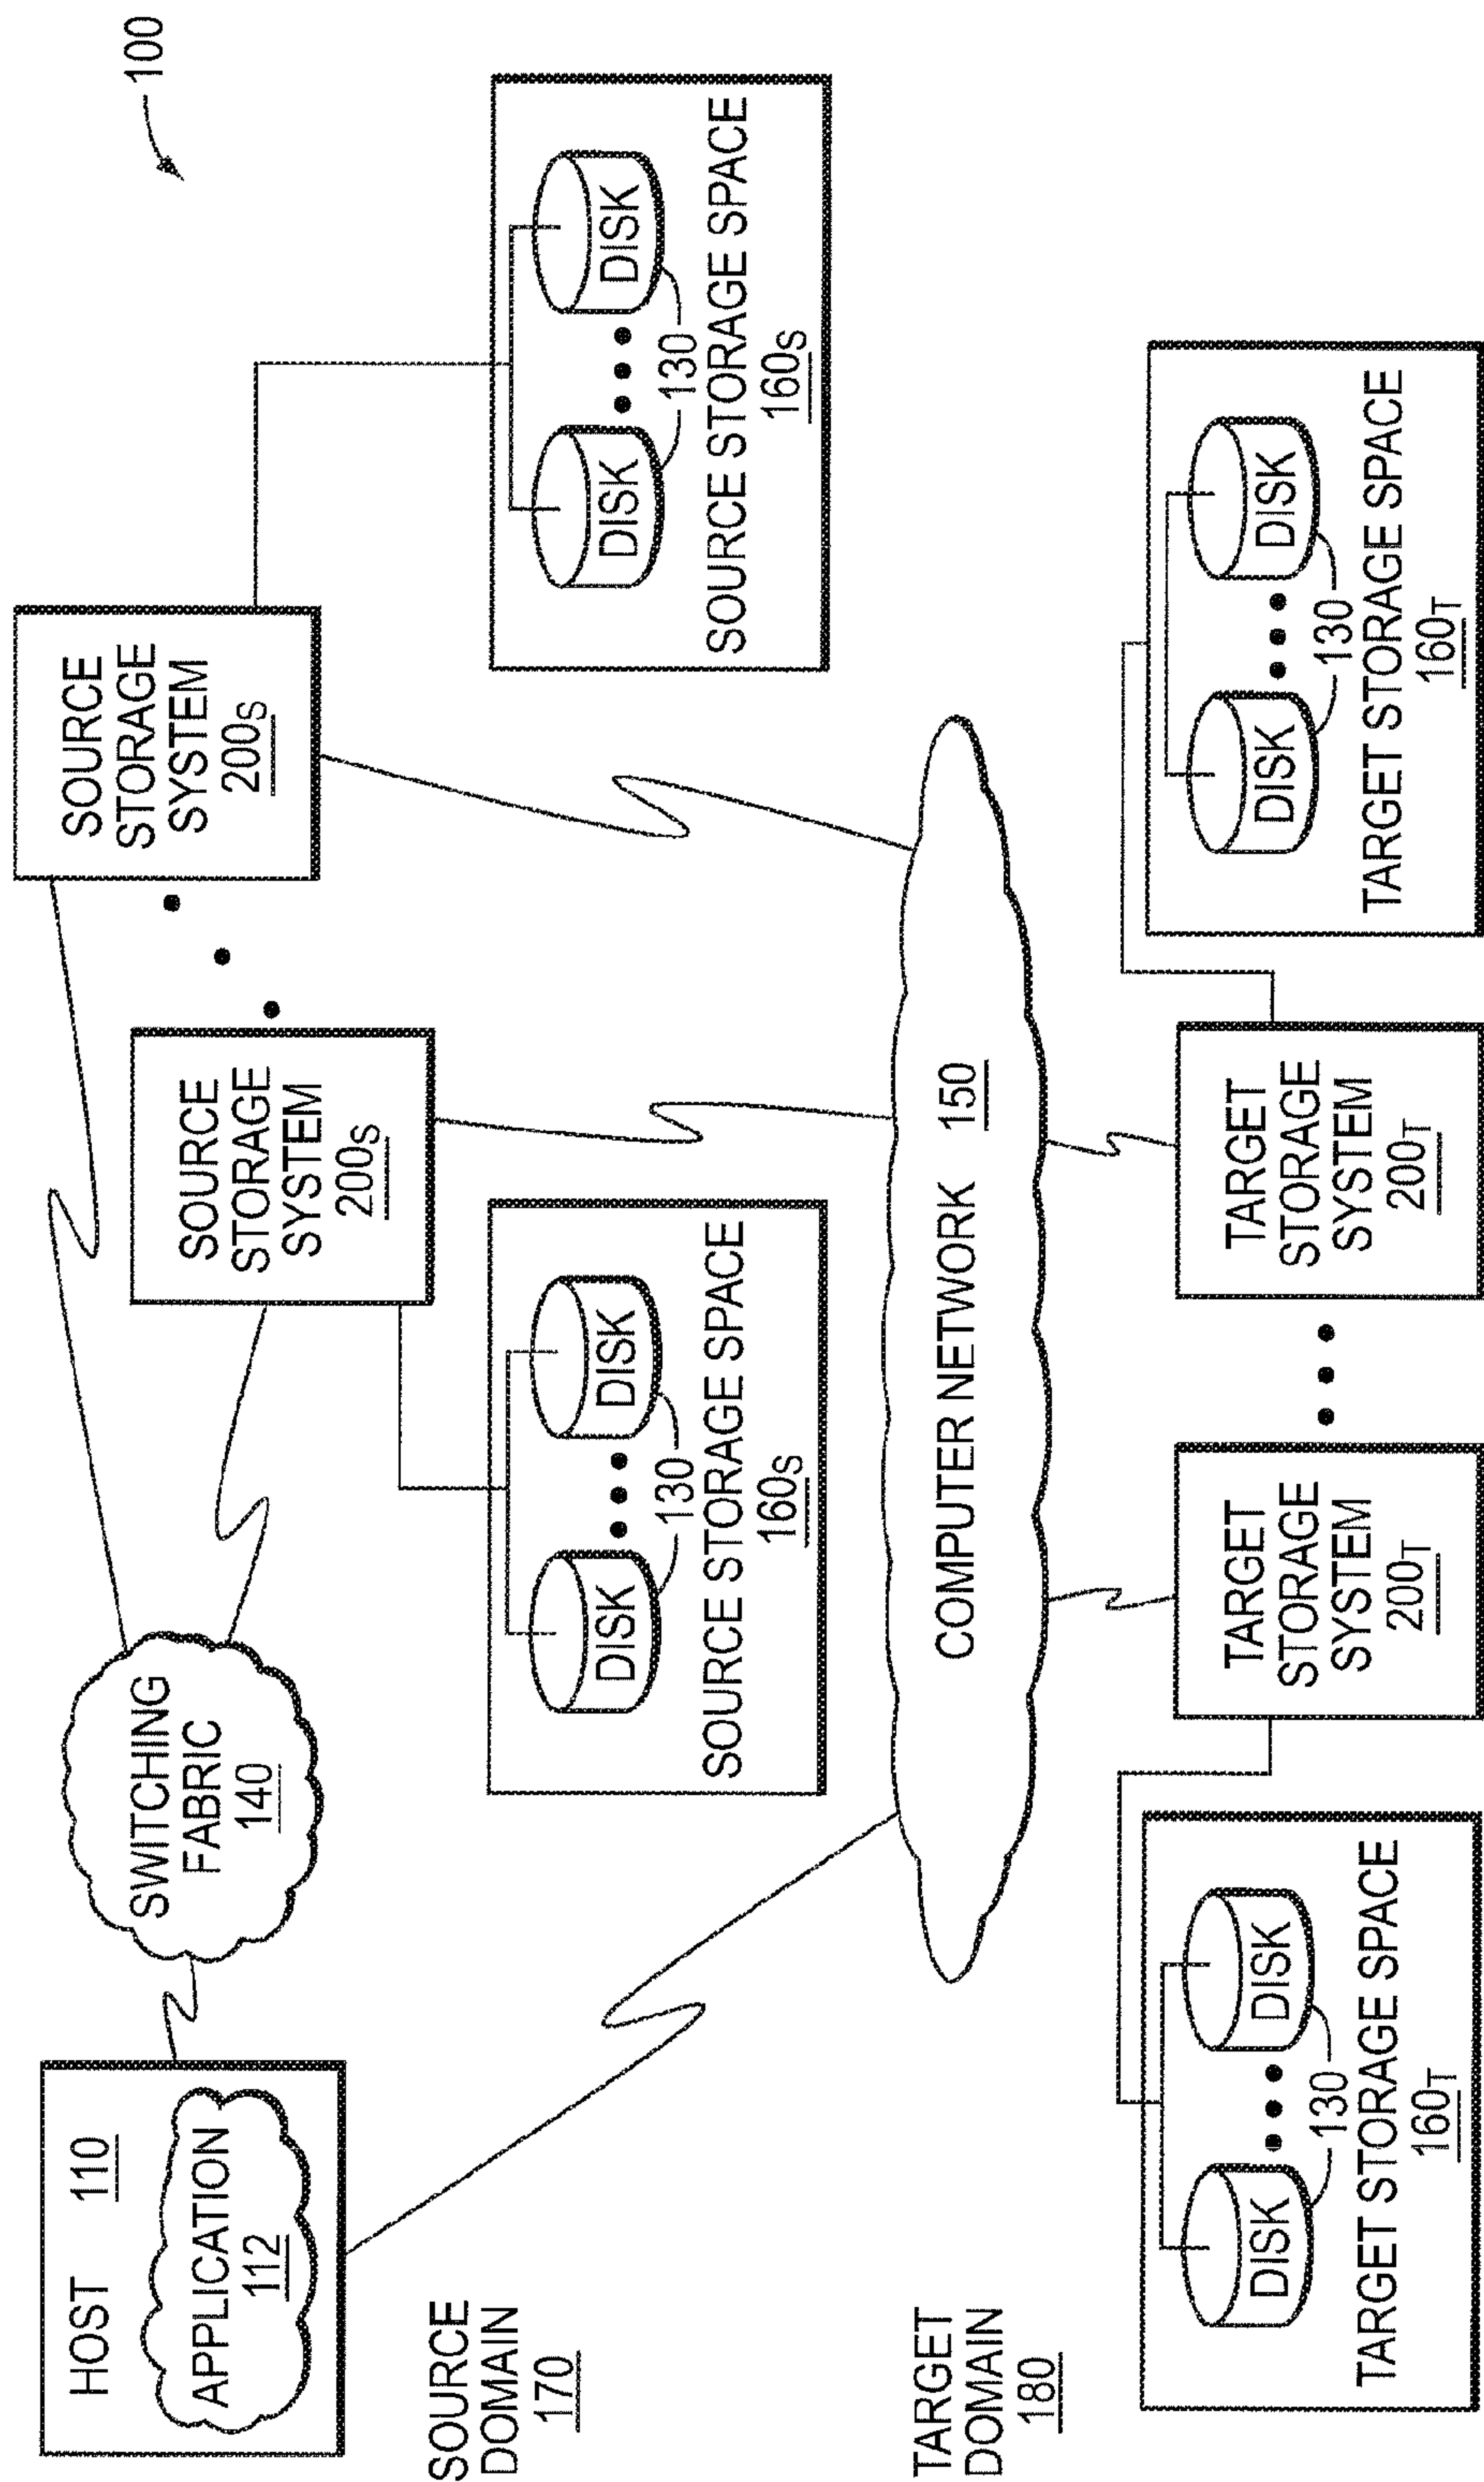 100
HOST 110
APPLICATION
112
SWITCHING
FABRIC
140
SOURCE
STORAGE
SYSTEM
200S
SOURCE
STORAGE
SYSTEM
200S
SOURCE
DOMAIN
170
DISK
DISK
130
SOURCE STORAGE SPACE
160S
DISK
DISK
130
SOURCE STORAGE SPACE
160S
COMPUTER NETWORK 150
TARGET
DOMAIN
180
DISK
DISK
130
TARGET STORAGE SPACE
160T
TARGET
STORAGE
SYSTEM
200T
TARGET
STORAGE
SYSTEM
200T
DISK
DISK
130
TARGET STORAGE SPACE
160T